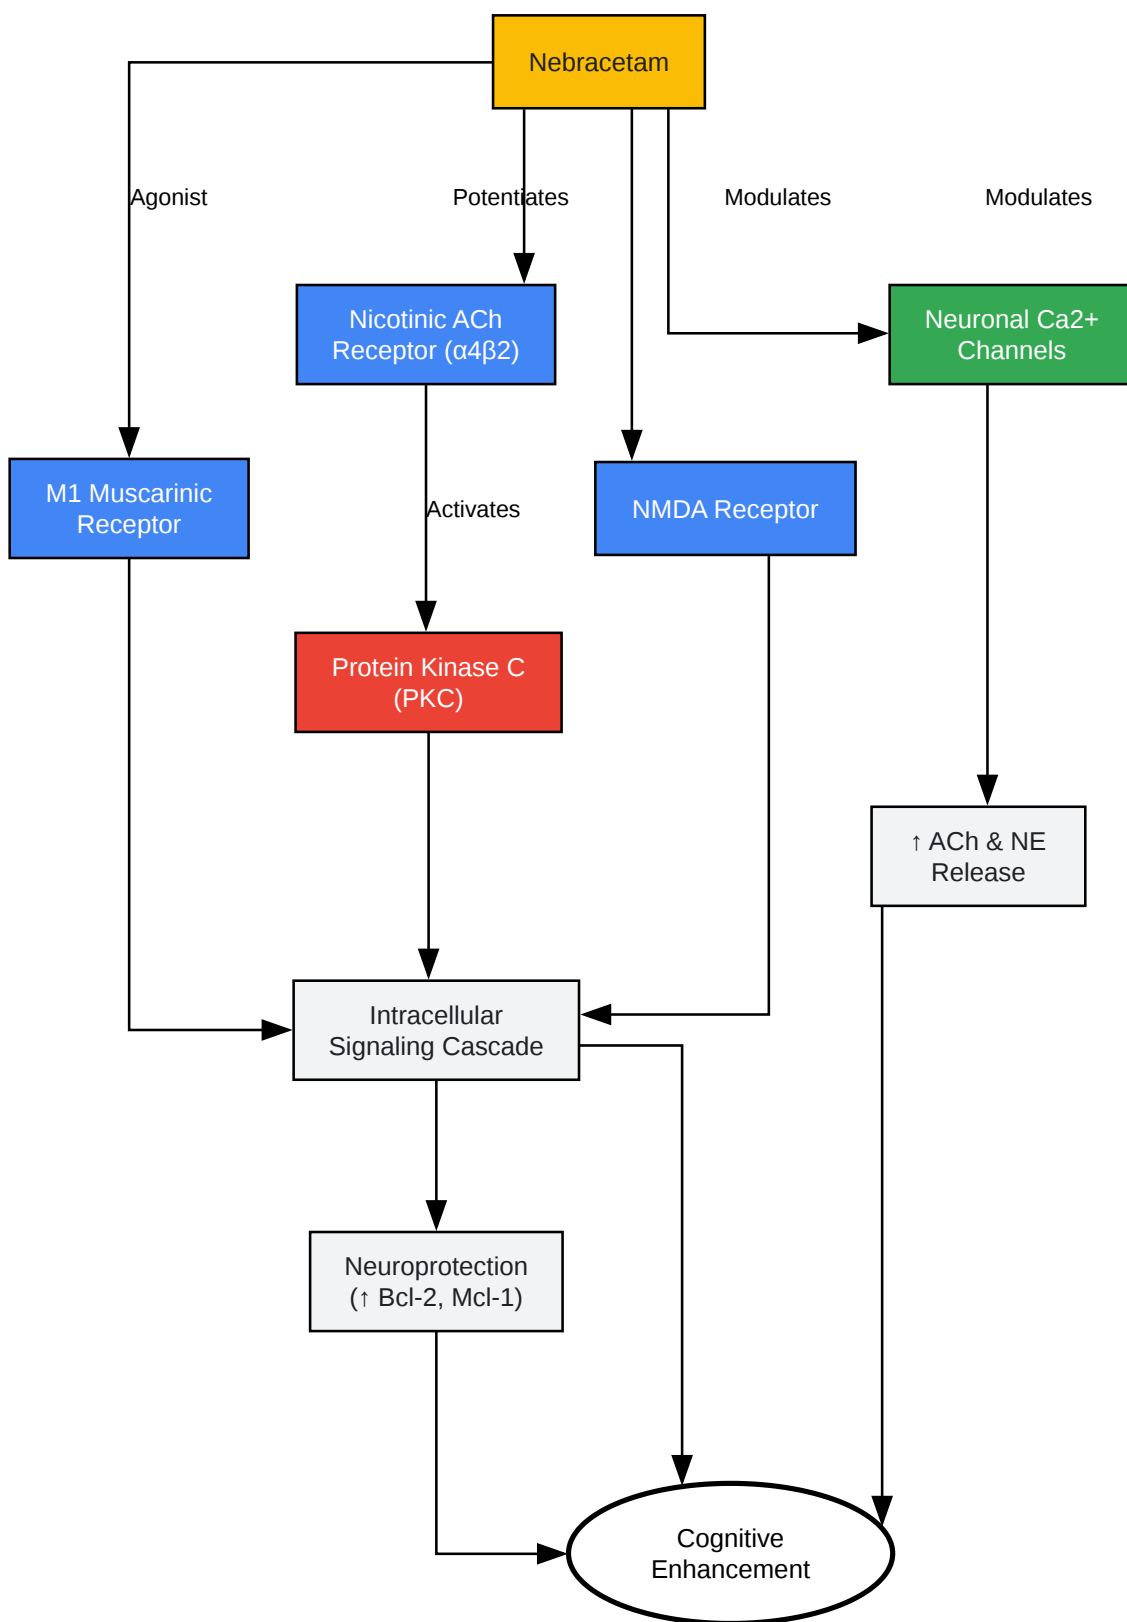 Nebracetam
Agonist
Potentiates
Modulates
Modulates
Nicotinic ACh
Receptor (α4β2)
Neuronal Ca2+
Channels
M1 Muscarinic
Receptor
Activates
NMDA Receptor
Protein Kinase C
(PKC)
↑ ACh & NE
Release
Intracellular
Signaling Cascade
Neuroprotection
(↑ Bcl-2, Mcl-1)
Cognitive
Enhancement